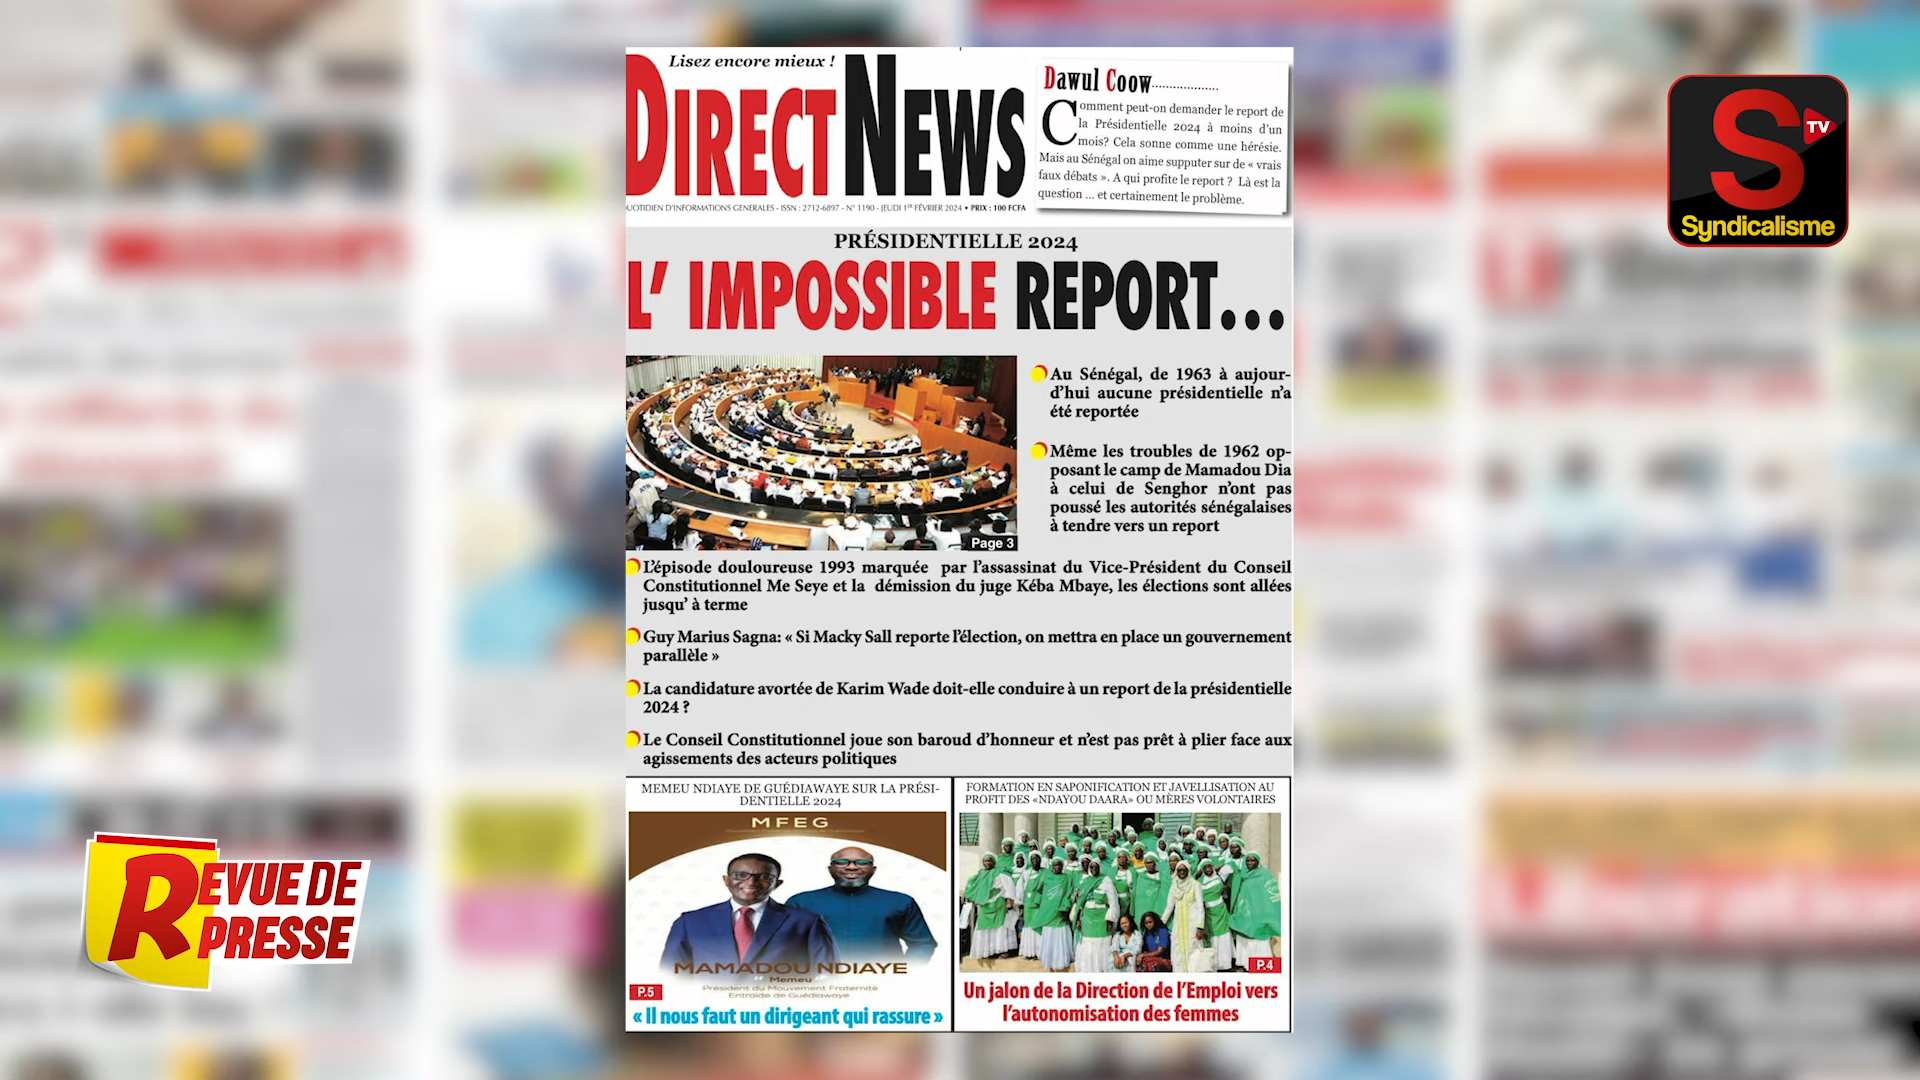 Lisez encore mieux !
DIRECT NEWS
UOTIDIEN D'INFORMATIONS GENERALES - ISSN : 2712-6897 - N° 1190 - JEUDI 1ER FÉVRIER 2024 • PRIX : 100 FCFA
Dawul Coow...................
Comment peut-on demander le report de
la Présidentielle 2024 à moins d'un
mois? Cela sonne comme une hérésie.
Mais au Sénégal on aime supputer sur de « vrais
faux débats ». A qui profite le report ? Là est la
question ... et certainement le problème.
S TV
Syndicalisme
PRÉSIDENTIELLE 2024
L' IMPOSSIBLE REPORT...
Page 3
Au Sénégal, de 1963 à aujour-
d'hui aucune présidentielle n'a
été reportée
Même les troubles de 1962 op-
posant le camp de Mamadou Dia
à celui de Senghor n'ont pas
poussé les autorités sénégalaises
à tendre vers un report
L'épisode douloureuse 1993 marquée par l'assassinat du Vice-Président du Conseil
Constitutionnel Me Seye et la démission du juge Kéba Mbaye, les élections sont allées
jusqu' à terme
Guy Marius Sagna: « Si Macky Sall reporte l'élection, on mettra en place un gouvernement
parallèle »
La candidature avortée de Karim Wade doit-elle conduire à un report de la présidentielle
2024 ?
Le Conseil Constitutionnel joue son baroud d'honneur et n'est pas prêt à plier face aux
agissements des acteurs politiques
MEMEU NDIAYE DE GUÉDIAWAYE SUR LA PRÉSI-
DENTIELLE 2024
MFEG
MAMADOU NDIAYE
" Memeu "
Président du Mouvement Fraternité
Entraide de Guédiawaye
P.5
« Il nous faut un dirigeant qui rassure »
FORMATION EN SAPONIFICATION ET JAVELLISATION AU
PROFIT DES «NDAYOU DAARA» OU MÈRES VOLONTAIRES
P.4
Un jalon de la Direction de l'Emploi vers
l'autonomisation des femmes
REVUE DE
PRESSE